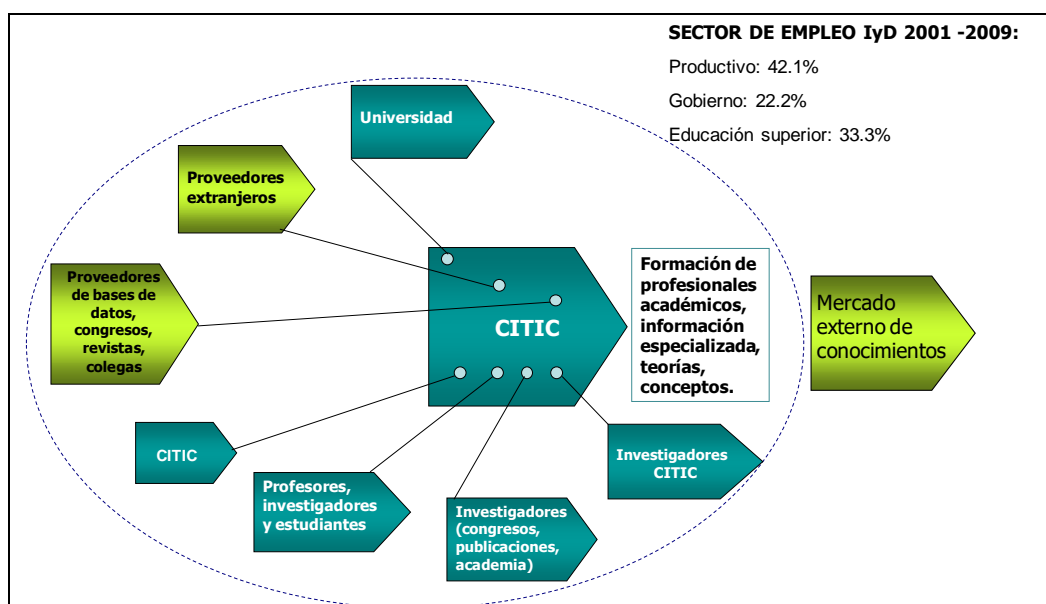 SECTOR DE EMPLEO IyD 2001 -2009:
Productivo: 42.1%
Gobierno: 22.2%
Educación superior: 33.3%
Universidad
Proveedores
extranjeros
Proveedores
de bases de
datos,
congresos,
revistas,
colegas
CITIC
Formación de
profesionales
académicos,
información
especializada,
teorías,
conceptos.
Mercado
externo de
conocimientos
CITIC
Profesores,
investigadores
y estudiantes
Investigadores
(congresos,
publicaciones,
academia)
Investigadores
CITIC